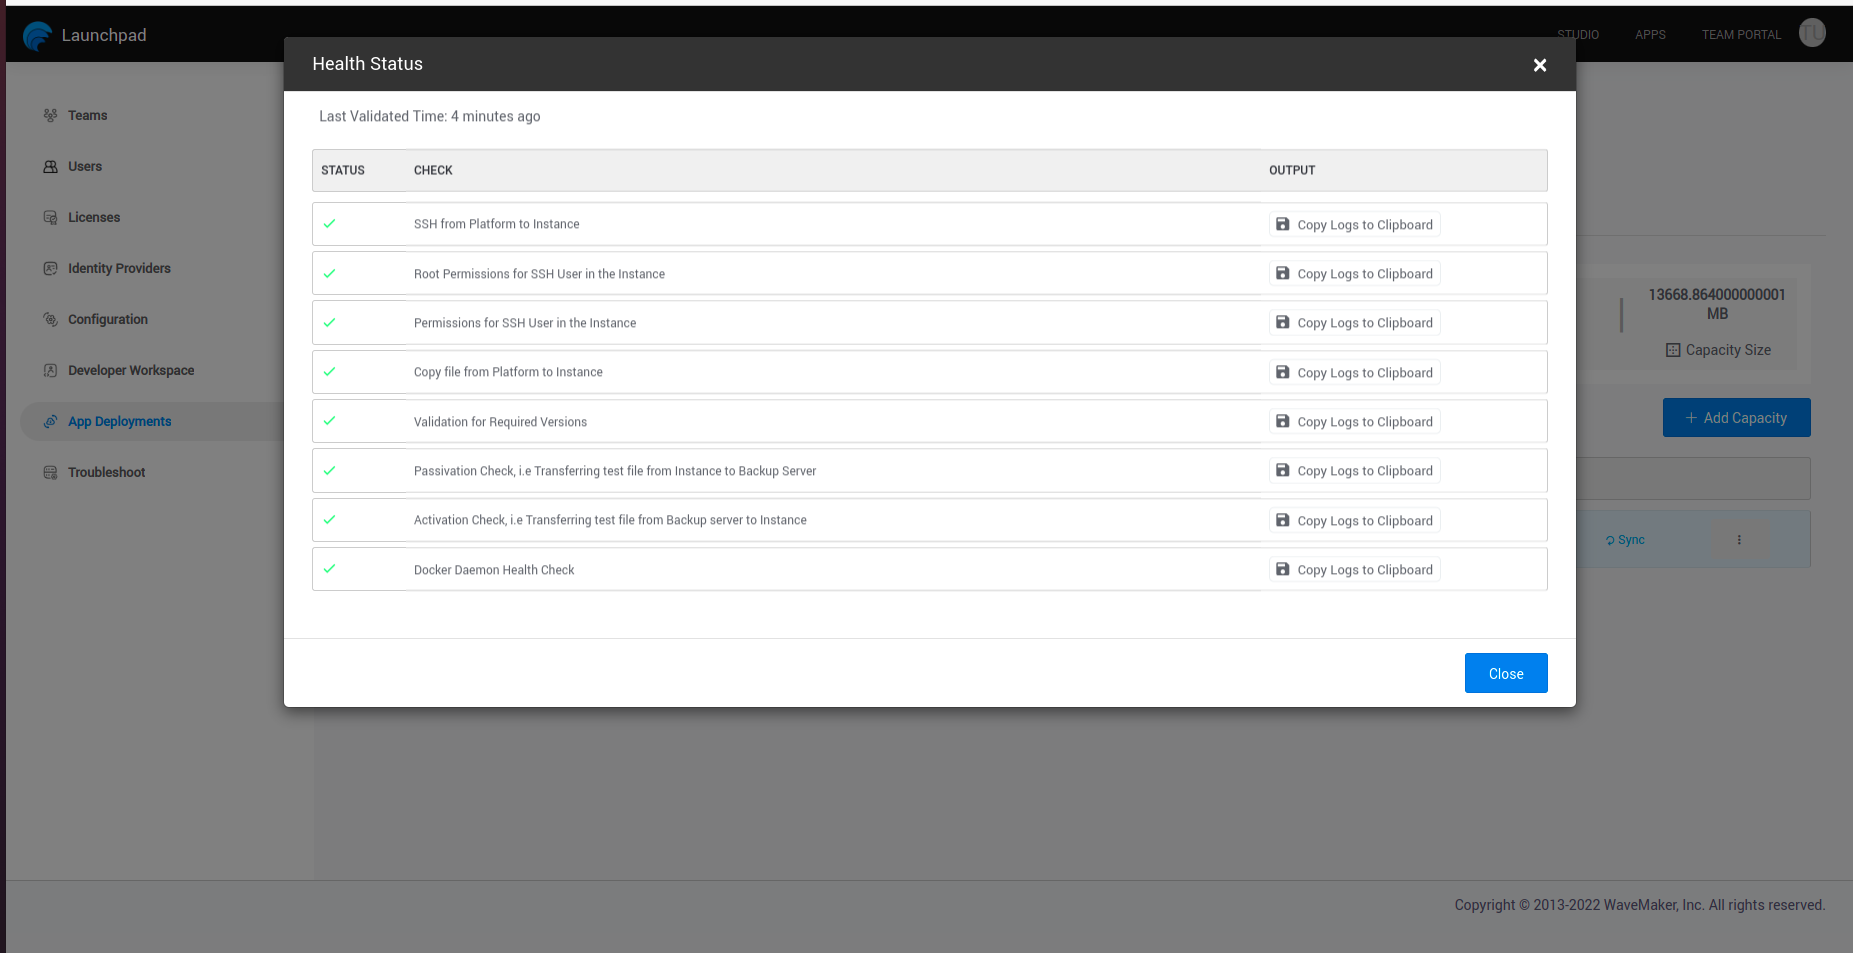 Launchpad
STUDIO
APPS
TEAM PORTAL
TU
Health Status
Last Validated Time: 4 minutes ago
STATUS CHECK OUTPUT
SSH from Platform to Instance Copy Logs to Clipboard
Root Permissions for SSH User in the Instance Copy Logs to Clipboard
Permissions for SSH User in the Instance Copy Logs to Clipboard
Copy file from Platform to Instance Copy Logs to Clipboard
Validation for Required Versions Copy Logs to Clipboard
Passivation Check, i.e Transferring test file from Instance to Backup Server Copy Logs to Clipboard
Activation Check, i.e Transferring test file from Backup server to Instance Copy Logs to Clipboard
Docker Daemon Health Check Copy Logs to Clipboard
Close
Teams
Users
Licenses
Identity Providers
Configuration
Developer Workspace
App Deployments
Troubleshoot
13668.864000000001
MB
Capacity Size
+ Add Capacity
Sync
Copyright © 2013-2022 WaveMaker, Inc. All rights reserved.